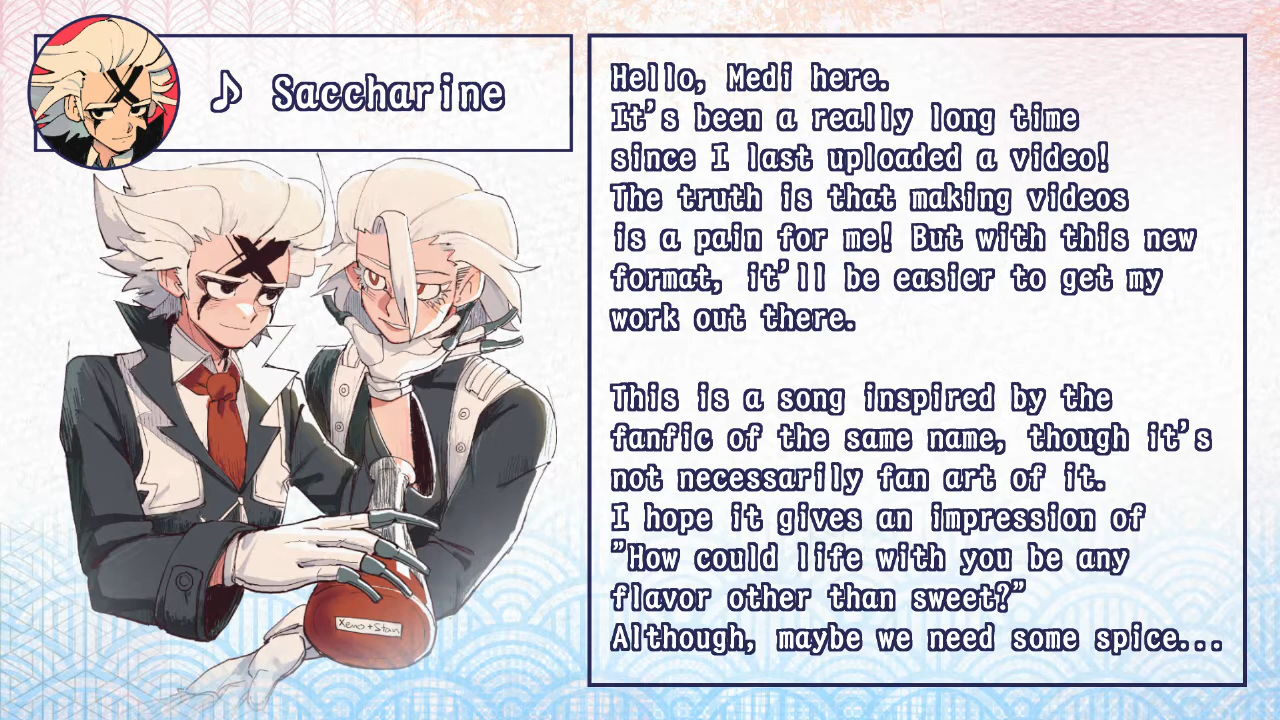 ♪ Saccharine
Hello, Medi here.
It's been a really long time
since I last uploaded a video!
The truth is that making videos
is a pain for me! But with this new
format, it'll be easier to get my
work out there.
This is a song inspired by the
fanfic of the same name, though it's
not necessarily fan art of it.
I hope it gives an impression of
"How could life with you be any
flavor other than sweet?"
Although, maybe we need some spice...
Xeno+Stan